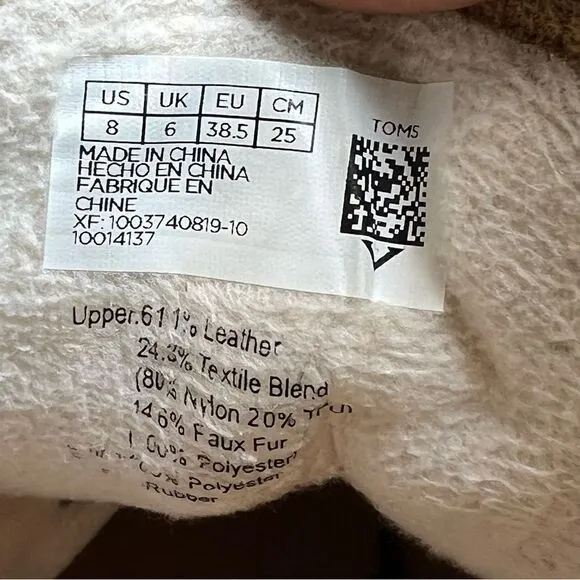 US UK EU CM
8 6 38.5 25
MADE IN CHINA
HECHO EN CHINA
FABRIQUE EN
CHINE
XF: 1003740819-10
10014137
TOMS
Upper:61.1% Leather
24.3% Textile Blend
(80% Nylon 20%
14.6% Faux Fur
100% Polyester
Polyester
Rubber